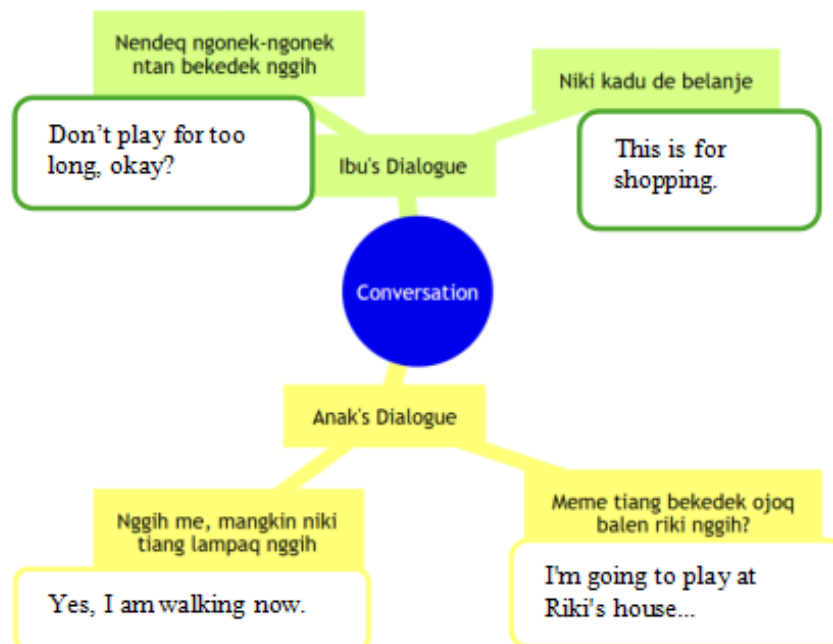 Nendeq ngonek-ngonek
ntan bekedek nggih
Don't play for too
long, okay?
Niki kadu de belanje
This is for
shopping.
Ibu's Dialogue
Conversation
Anak's Dialogue
Nggih me, mangkin niki
tiang lampaq nggih
Yes, I am walking now.
Meme tiang bekedek ojoq
balen riki nggih?
I'm going to play at
Riki's house...